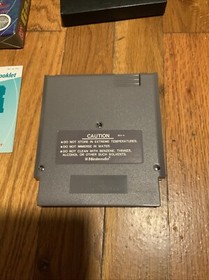 ooklet
CAUTION
●DO NOT STORE IN EXTREME TEMPERATURES.
●DO NOT IMMERSE IN WATER.
●DO NOT CLEAN WITH BENZENE, THINNER,
ALCOHOL OR OTHER SUCH SOLVENTS.
Nintendo®